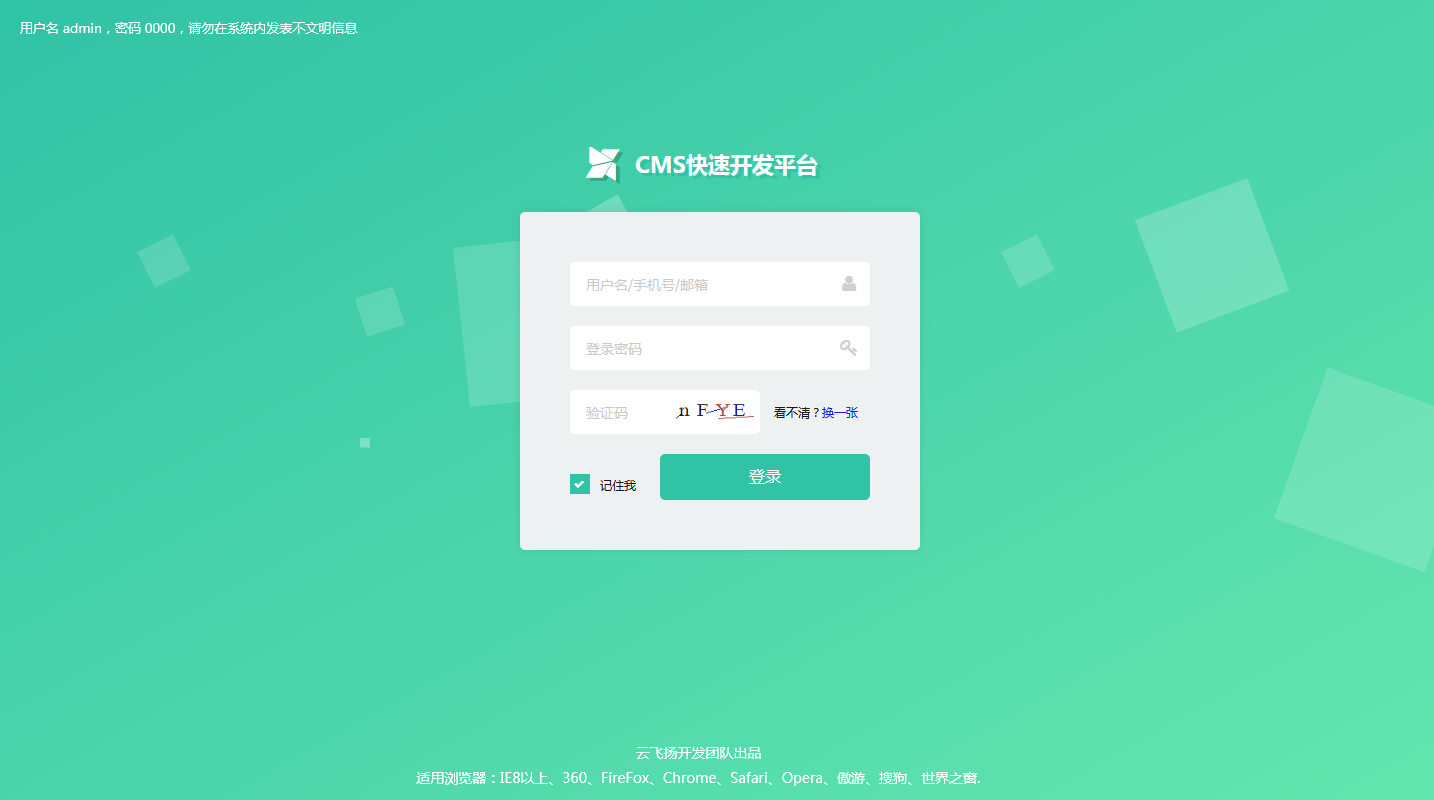 用户名 admin，密码 0000，请勿在系统内发表不文明信息
CMS快速开发平台
用户名/手机号/邮箱
登录密码
验证码 n F Y E 看不清？换一张
记住我 登录
云飞扬开发团队出品
适用浏览器：IE8以上、360、FireFox、Chrome、Safari、Opera、傲游、搜狗、世界之窗.